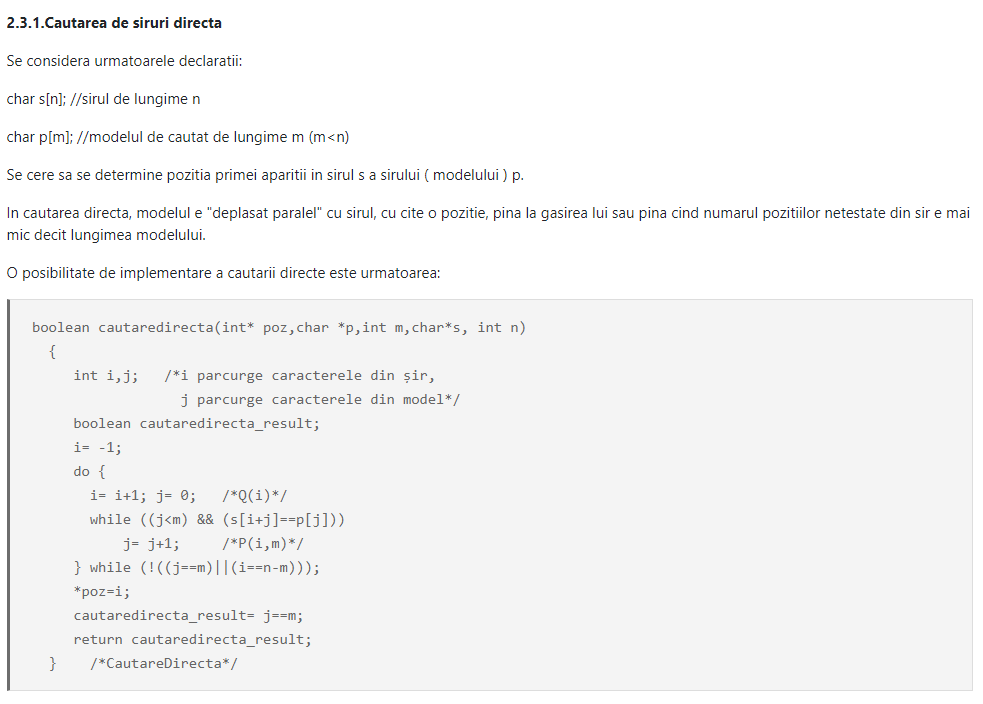 2.3.1.Cautarea de siruri directa
Se considera urmatoarele declaratii:
char s[n]; //sirul de lungime n
char p[m]; //modelul de cautat de lungime m (m<n)
Se cere sa se determine pozitia primei aparitii in sirul s a sirului ( modelului ) p.
In cautarea directa, modelul e "deplasat paralel" cu sirul, cu cite o pozitie, pina la gasirea lui sau pina cind numarul pozitiilor netestate din sir e mai
mic decit lungimea modelului.
O posibilitate de implementare a cautarii directe este urmatoarea:
boolean cautaredirecta(int* poz,char *p,int m,char*s, int n)
{
int i,j;   /*i parcurge caracterele din șir,
j parcurge caracterele din model*/
boolean cautaredirecta_result;
i= -1;
do {
i= i+1; j= 0;   /*Q(i)*/
while ((j<m) && (s[i+j]==p[j]))
j= j+1;     /*P(i,m)*/
} while (!((j==m)||(i==n-m)));
*poz=i;
cautaredirecta_result= j==m;
return cautaredirecta_result;
}    /*CautareDirecta*/